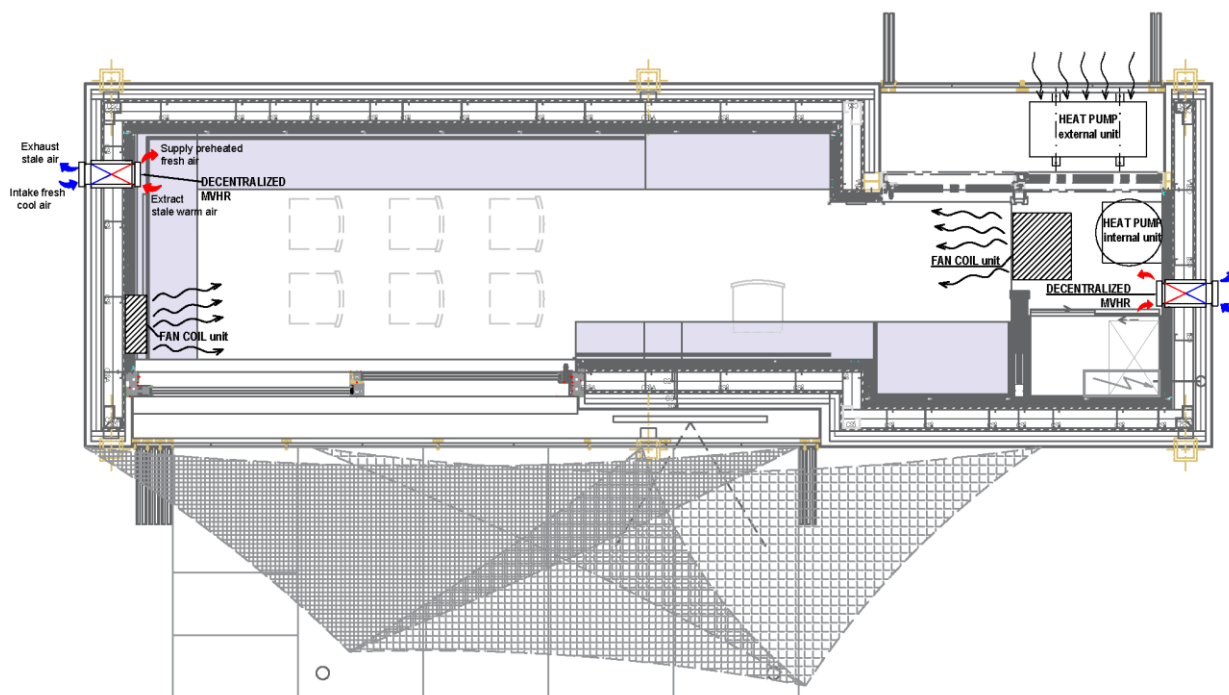 HEAT PUMP
external unit
Exhaust
stale air
Supply preheated
fresh air
DECENTRALIZED
MVHR
Intake fresh
cool air
Extract
stale warm air
HEAT PUMP
internal unit
FAN COIL unit
DECENTRALIZED
MVHR
FAN COIL unit